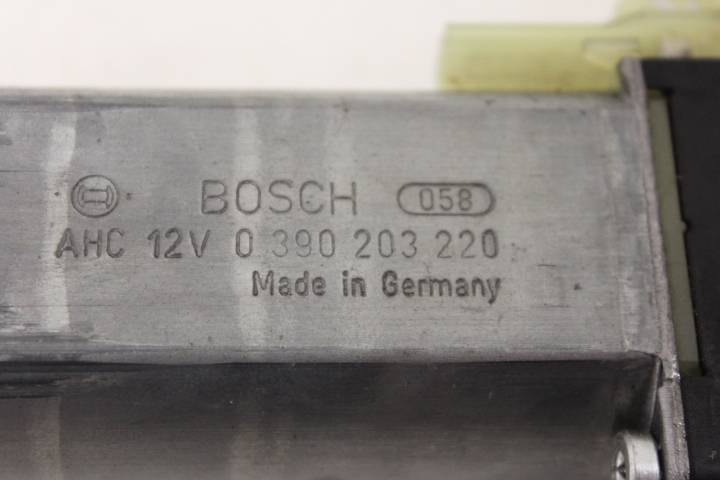 BOSCH 058
AHC 12V 0 390 203 220
Made in Germany